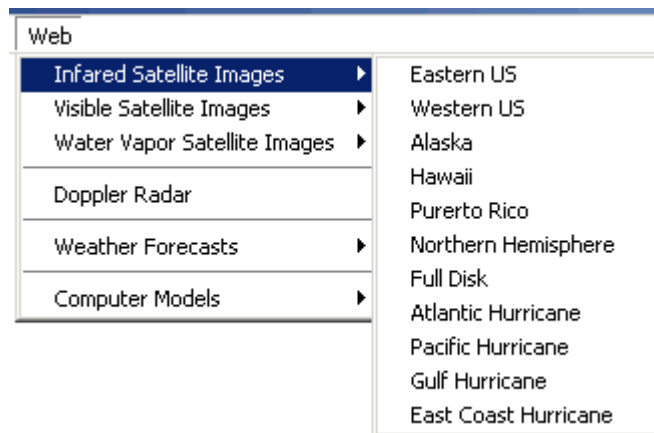 Web
Infared Satellite Images
Visible Satellite Images
Water Vapor Satellite Images
Doppler Radar
Weather Forecasts
Computer Models
Eastern US
Western US
Alaska
Hawaii
Purerto Rico
Northern Hemisphere
Full Disk
Atlantic Hurricane
Pacific Hurricane
Gulf Hurricane
East Coast Hurricane